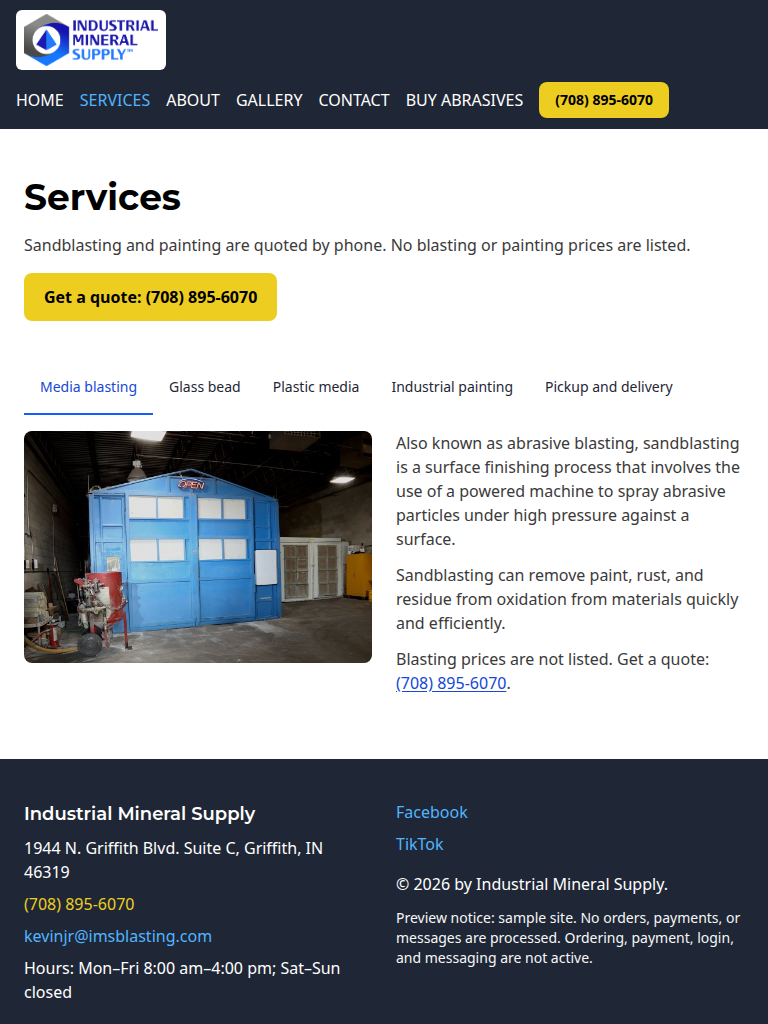 INDUSTRIAL
MINERAL
SUPPLY™
HOME SERVICES ABOUT GALLERY CONTACT BUY ABRASIVES (708) 895-6070
Services
Sandblasting and painting are quoted by phone. No blasting or painting prices are listed.
Get a quote: (708) 895-6070
Media blasting Glass bead Plastic media Industrial painting Pickup and delivery
OPEN
Also known as abrasive blasting, sandblasting
is a surface finishing process that involves the
use of a powered machine to spray abrasive
particles under high pressure against a
surface.
Sandblasting can remove paint, rust, and
residue from oxidation from materials quickly
and efficiently.
Blasting prices are not listed. Get a quote:
(708) 895-6070.
Industrial Mineral Supply
1944 N. Griffith Blvd. Suite C, Griffith, IN
46319
(708) 895-6070
kevinjr@imsblasting.com
Hours: Mon–Fri 8:00 am–4:00 pm; Sat–Sun
closed
Facebook
TikTok
© 2026 by Industrial Mineral Supply.
Preview notice: sample site. No orders, payments, or
messages are processed. Ordering, payment, login,
and messaging are not active.